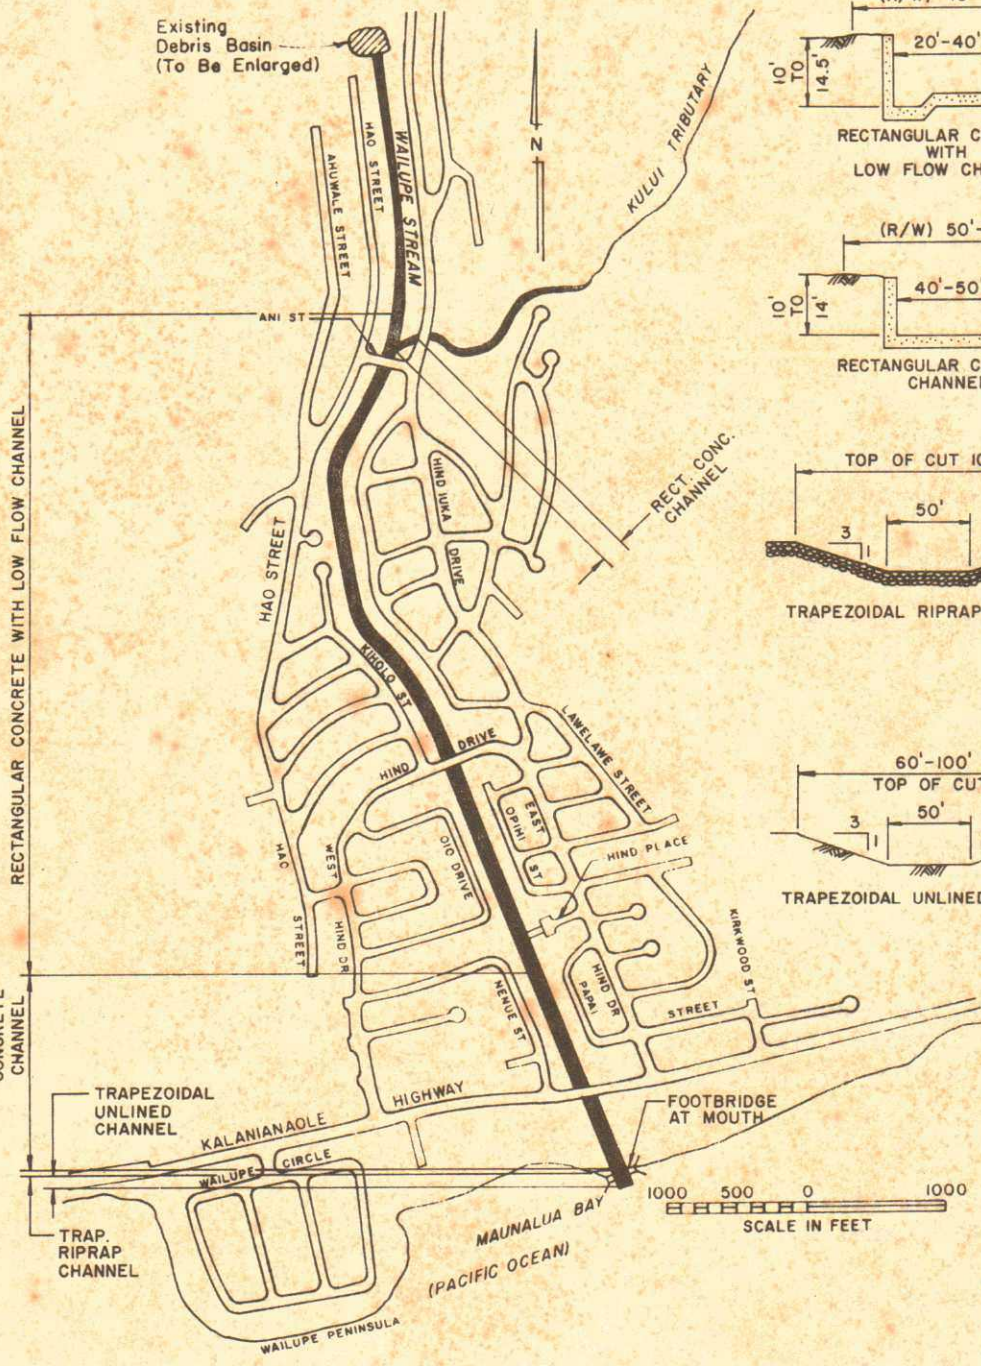 Existing
Debris Basin
(To Be Enlarged)
WAILUPE STREAM
HAO STREET
AHUWALE STREET
N
KULUI TRIBUTARY
ANI ST
RECT. CONC.
CHANNEL
HIND IUKA
DRIVE
HAO STREET
KIHOLO ST
HIND
DRIVE
LAWELAWE STREET
EAST
OPIHI
ST
HIND PLACE
OIO DRIVE
WEST
HIND DR
HAO
STREET
KIRKWOOD ST
HIND DR
PAPAI
STREET
NENUE ST
KALANIANAOLE
HIGHWAY
FOOTBRIDGE
AT MOUTH
WAILUPE
CIRCLE
MAUNALUA BAY
(PACIFIC OCEAN)
WAILUPE PENINSULA
1000 500 0 1000
SCALE IN FEET
RECTANGULAR CONCRETE WITH LOW FLOW CHANNEL
CHANNEL
TRAPEZOIDAL
UNLINED
CHANNEL
TRAP.
RIPRAP
CHANNEL
20'-40'
10'
TO
14.5'
RECTANGULAR C
WITH
LOW FLOW CH
(R/W) 50'-
40'-50'
10'
TO
14'
RECTANGULAR C
CHANNEL
TOP OF CUT 10
50'
3
1
TRAPEZOIDAL RIPRAP
60'-100'
TOP OF CUT
50'
3
1
TRAPEZOIDAL UNLINED